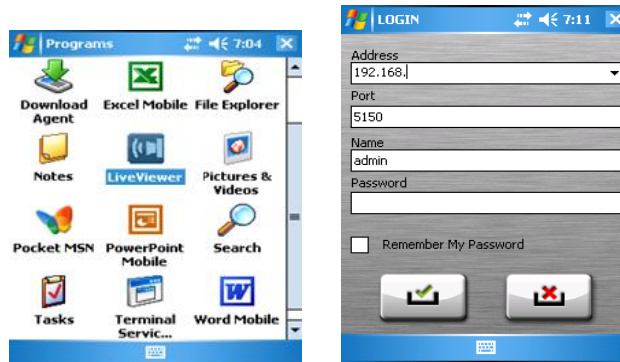 Programs 7:04
Download Agent Excel Mobile File Explorer
Notes LiveViewer Pictures & Videos
Pocket MSN PowerPoint Mobile Search
Tasks Terminal Servic... Word Mobile
LOGIN 7:11
Address
192.168.
Port
5150
Name
admin
Password
Remember My Password